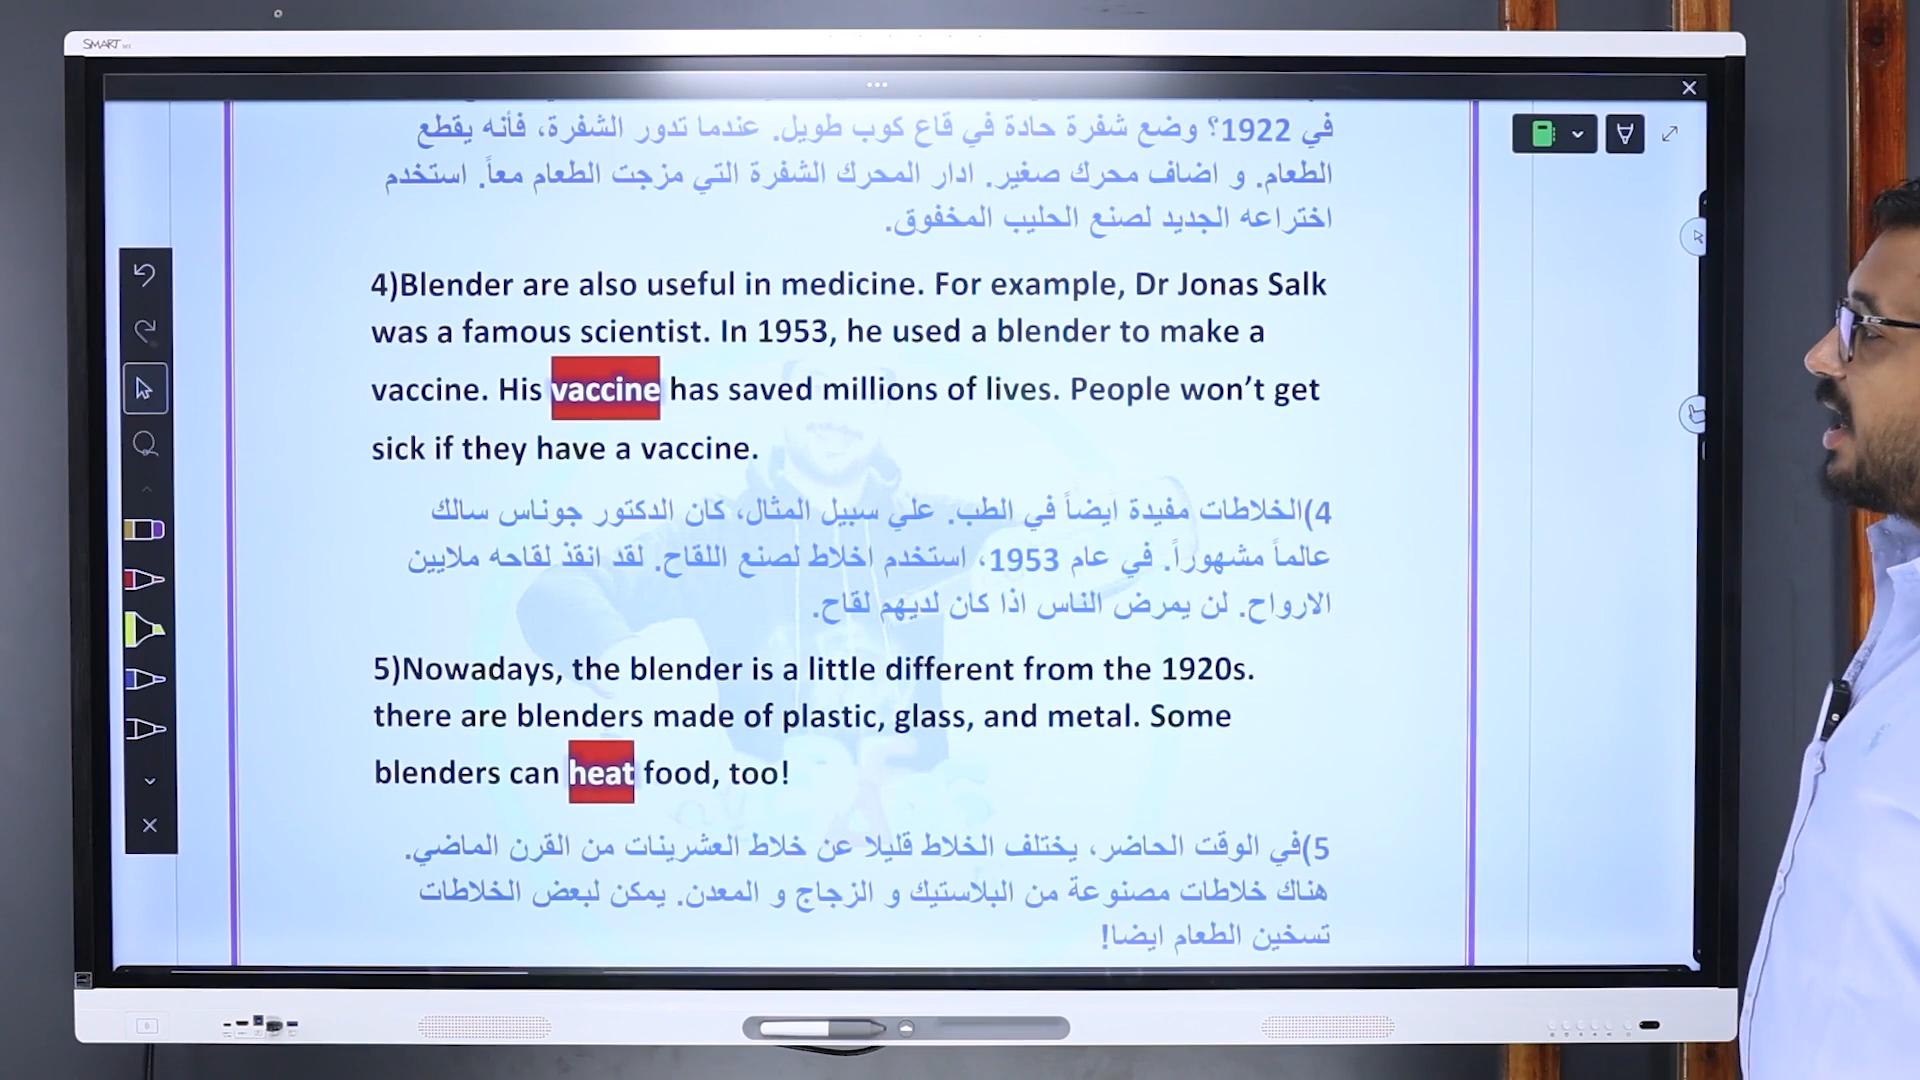 SMART
في 1922؟ وضع شفرة حادة في قاع كوب طويل. عندما تدور الشفرة، فأنه يقطع
الطعام. و اضاف محرك صغير. ادار المحرك الشفرة التي مزجت الطعام معاً. استخدم
اختراعه الجديد لصنع الحليب المخفوق.
4)Blender are also useful in medicine. For example, Dr Jonas Salk
was a famous scientist. In 1953, he used a blender to make a
vaccine. His vaccine has saved millions of lives. People won’t get
sick if they have a vaccine.
4)الخلاطات مفيدة أيضاً في الطب. علي سبيل المثال، كان الدكتور جوناس سالك
عالماً مشهوراً. في عام 1953، استخدم اخلاط لصنع اللقاح. لقد انقذ لقاحه ملايين
الارواح. لن يمرض الناس اذا كان لديهم لقاح.
5)Nowadays, the blender is a little different from the 1920s.
there are blenders made of plastic, glass, and metal. Some
blenders can heat food, too!
5)في الوقت الحاضر، يختلف الخلاط قليلا عن خلاط العشرينات من القرن الماضي.
هناك خلاطات مصنوعة من البلاستيك و الزجاج و المعدن. يمكن لبعض الخلاطات
تسخين الطعام ايضا!